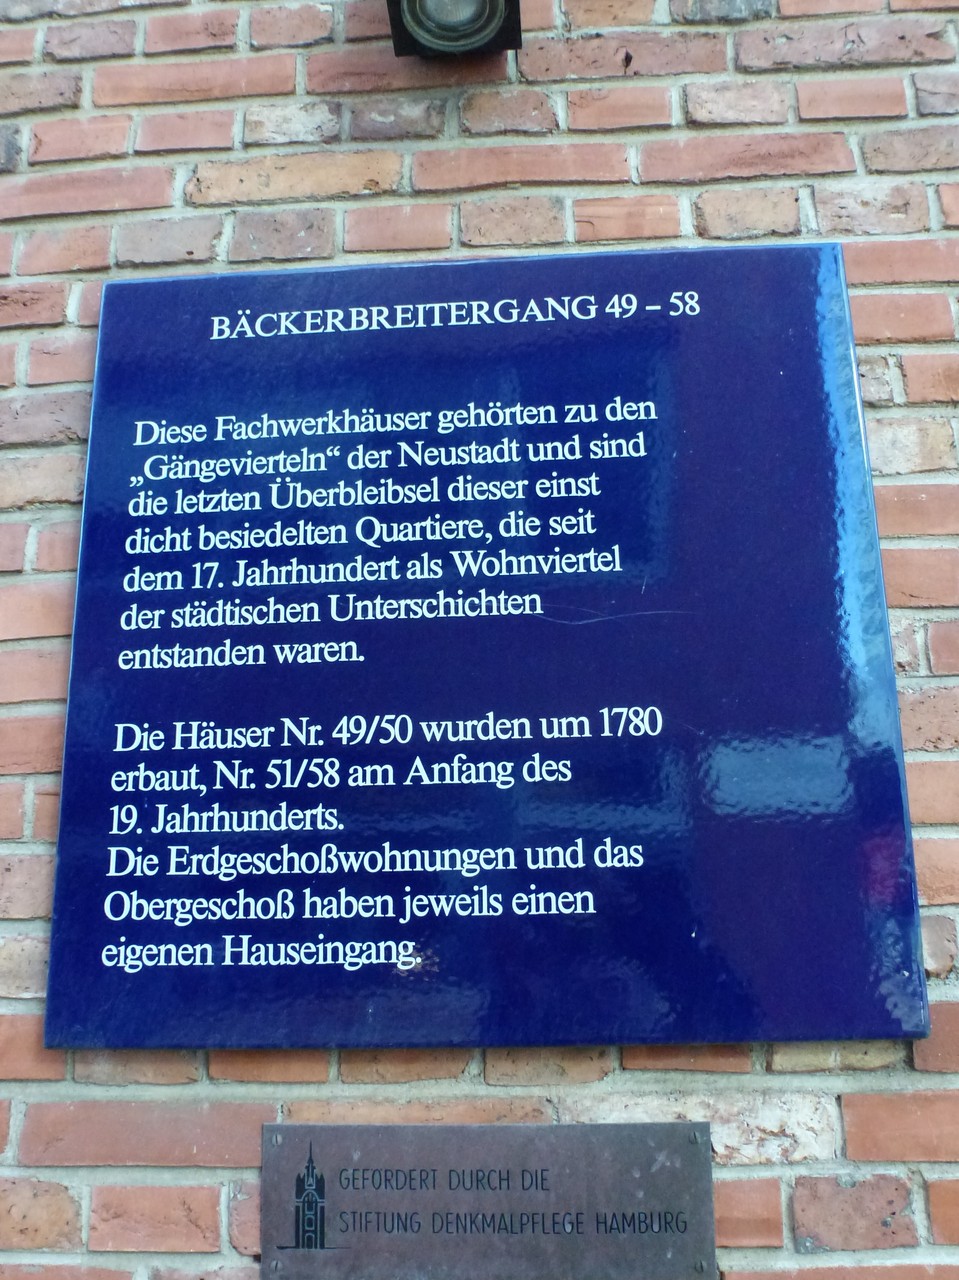 BÄCKERBREITERGANG 49 – 58
Diese Fachwerkhäuser gehörten zu den
„Gängevierteln“ der Neustadt und sind
die letzten Überbleibsel dieser einst
dicht besiedelten Quartiere, die seit
dem 17. Jahrhundert als Wohnviertel
der städtischen Unterschichten
entstanden waren.
Die Häuser Nr. 49/50 wurden um 1780
erbaut, Nr. 51/58 am Anfang des
19. Jahrhunderts.
Die Erdgeschoßwohnungen und das
Obergeschoß haben jeweils einen
eigenen Hauseingang.
GEFÖRDERT DURCH DIE
STIFTUNG DENKMALPFLEGE HAMBURG